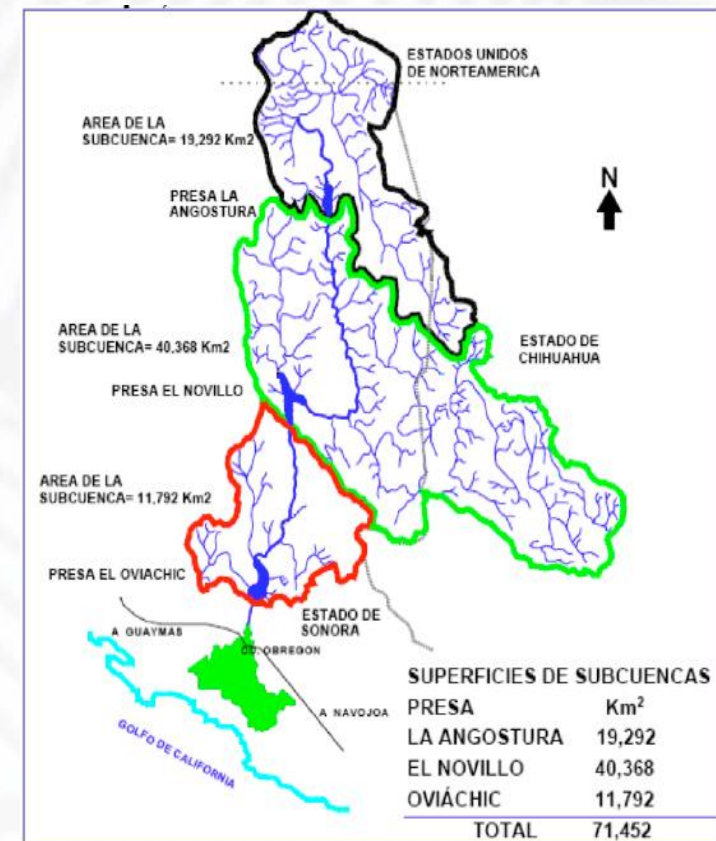 ESTADOS UNIDOS
DE NORTEAMERICA
AREA DE LA
SUBCUENCA= 19,292 Km2
N
PRESA LA
ANGOSTURA
AREA DE LA
SUBCUENCA= 40,368 Km2
ESTADO DE
CHIHUAHUA
PRESA EL NOVILLO
AREA DE LA
SUBCUENCA= 11,792 Km2
PRESA EL OVIACHIC
ESTADO DE
SONORA
A GUAYMAS
CD. OBREGON
A NAVOJOA
GOLFO DE CALIFORNIA
SUPERFICIES DE SUBCUENCAS
PRESA Km²
LA ANGOSTURA 19,292
EL NOVILLO 40,368
OVIÁCHIC 11,792
TOTAL 71,452